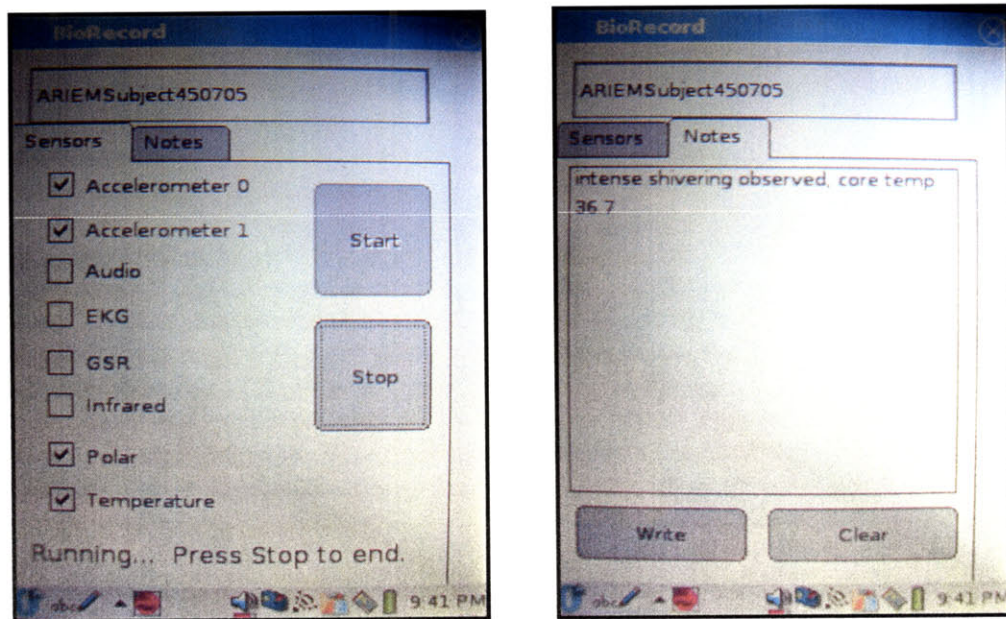 BioRecord
ARIEMSubject450705
Sensors Notes
Accelerometer 0
Accelerometer 1
Audio
EKG
GSR
Infrared
Polar
Temperature
Start
Stop
Running... Press Stop to end.
abc 9:41 PM
BioRecord
ARIEMSubject450705
Sensors Notes
intense shivering observed, core temp
36.7
Write Clear
abc 9:41 PM